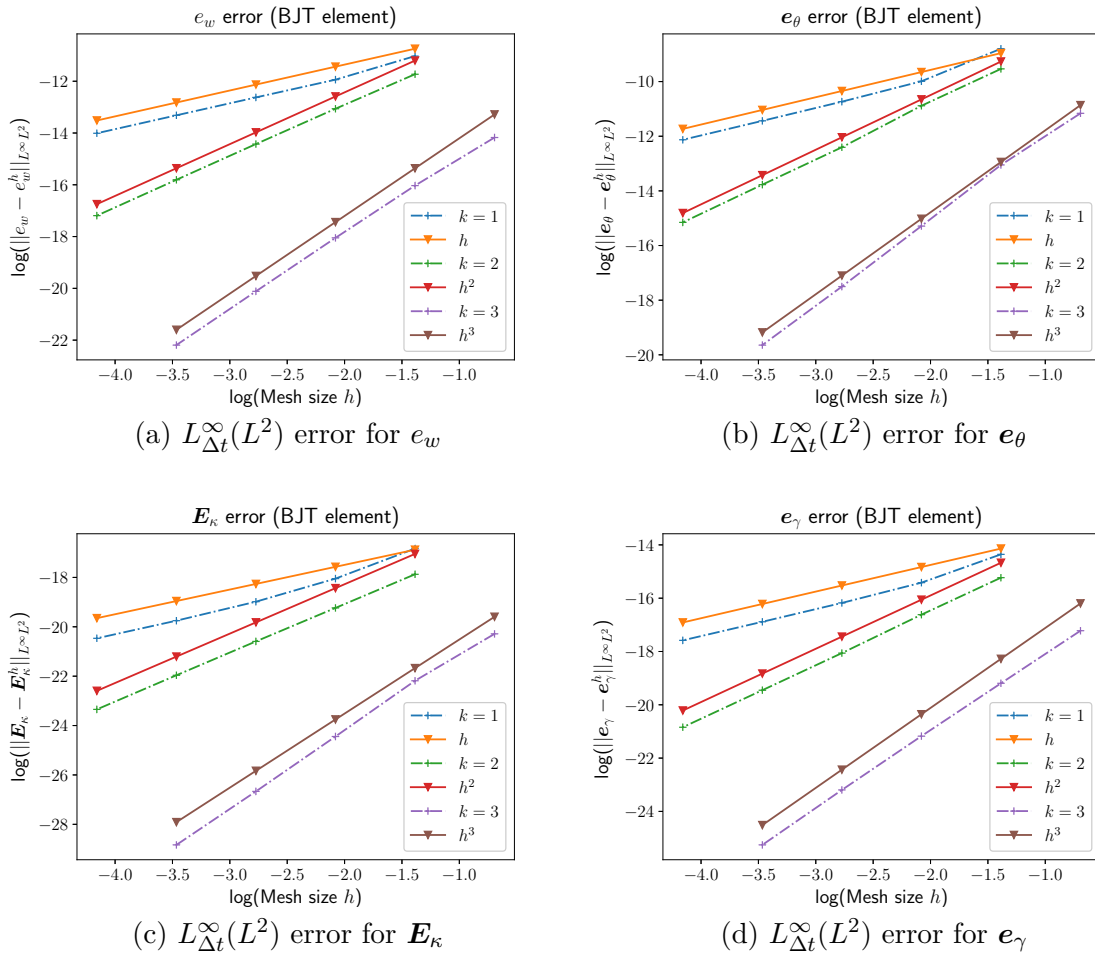 e_w error (BJT element)
log(||e_w − e_w^h||_{L^∞ L^2})
−12
−14
−16
−18
−20
−22
k = 1
h
k = 2
h^2
k = 3
h^3
−4.0 −3.5 −3.0 −2.5 −2.0 −1.5 −1.0
log(Mesh size h)
(a) L^∞_{Δt}(L^2) error for e_w
e_θ error (BJT element)
log(||e_θ − e_θ^h||_{L^∞ L^2})
−10
−12
−14
−16
−18
−20
k = 1
h
k = 2
h^2
k = 3
h^3
−4.0 −3.5 −3.0 −2.5 −2.0 −1.5 −1.0
log(Mesh size h)
(b) L^∞_{Δt}(L^2) error for e_θ
E_κ error (BJT element)
log(||E_κ − E_κ^h||_{L^∞ L^2})
−18
−20
−22
−24
−26
−28
k = 1
h
k = 2
h^2
k = 3
h^3
−4.0 −3.5 −3.0 −2.5 −2.0 −1.5 −1.0
log(Mesh size h)
(c) L^∞_{Δt}(L^2) error for E_κ
e_γ error (BJT element)
log(||e_γ − e_γ^h||_{L^∞ L^2})
−14
−16
−18
−20
−22
−24
k = 1
h
k = 2
h^2
k = 3
h^3
−4.0 −3.5 −3.0 −2.5 −2.0 −1.5 −1.0
log(Mesh size h)
(d) L^∞_{Δt}(L^2) error for e_γ